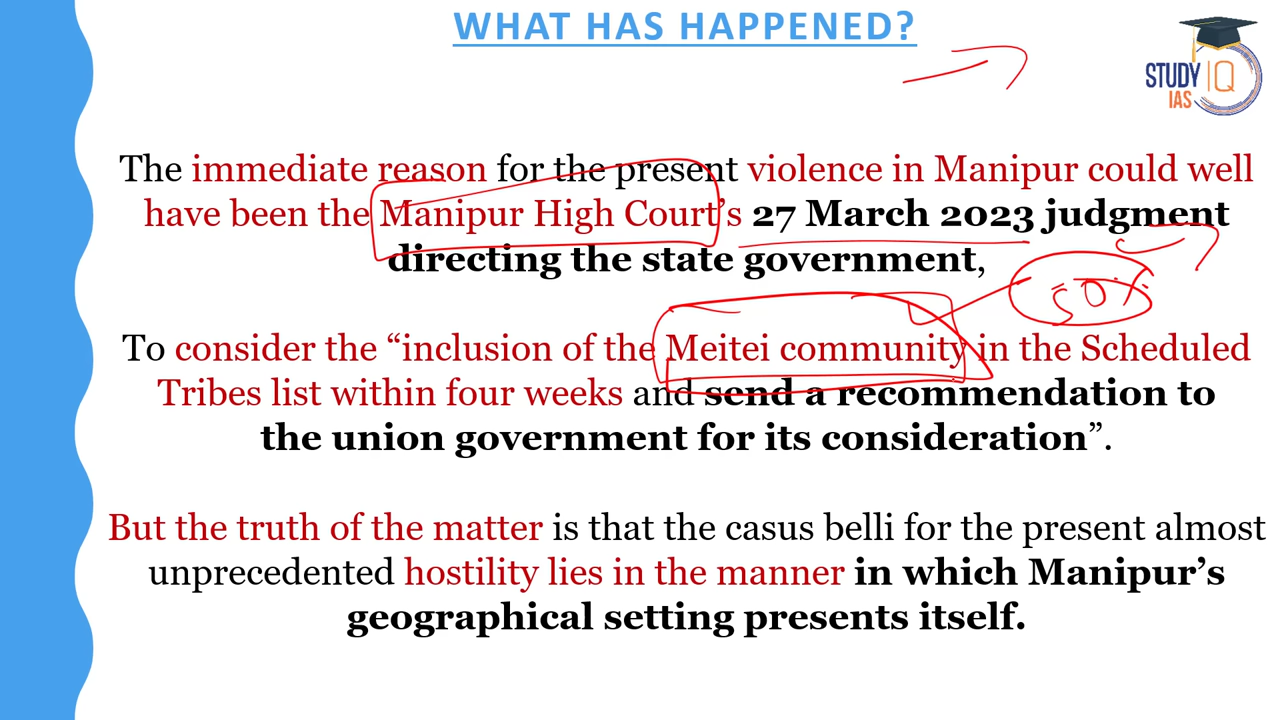 WHAT HAS HAPPENED?
STUDY IQ
IAS
The immediate reason for the present violence in Manipur could well
have been the Manipur High Court’s 27 March 2023 judgment
directing the state government,
50%
To consider the “inclusion of the Meitei community in the Scheduled
Tribes list within four weeks and send a recommendation to
the union government for its consideration”.
But the truth of the matter is that the casus belli for the present almost
unprecedented hostility lies in the manner in which Manipur’s
geographical setting presents itself.